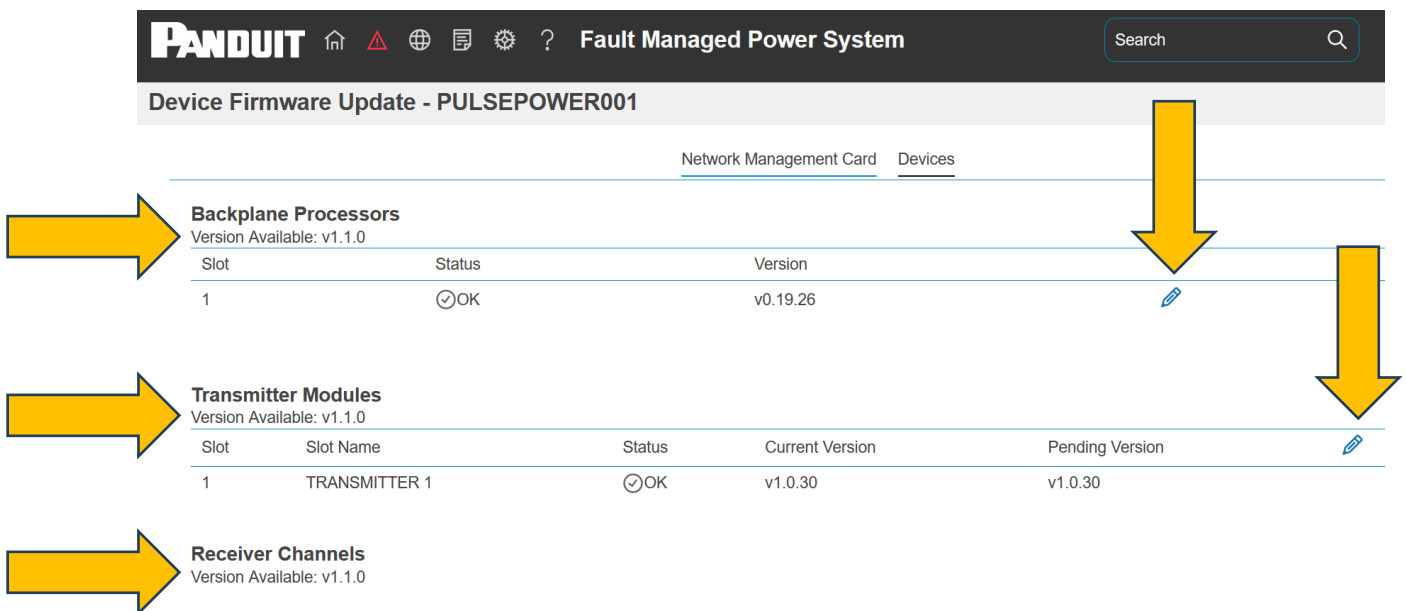 PANDUIT ? Fault Managed Power System Search
Device Firmware Update - PULSEPOWER001
Network Management Card Devices
Backplane Processors
Version Available: v1.1.0
Slot Status Version
1 OK v0.19.26
Transmitter Modules
Version Available: v1.1.0
Slot Slot Name Status Current Version Pending Version
1 TRANSMITTER 1 OK v1.0.30 v1.0.30
Receiver Channels
Version Available: v1.1.0